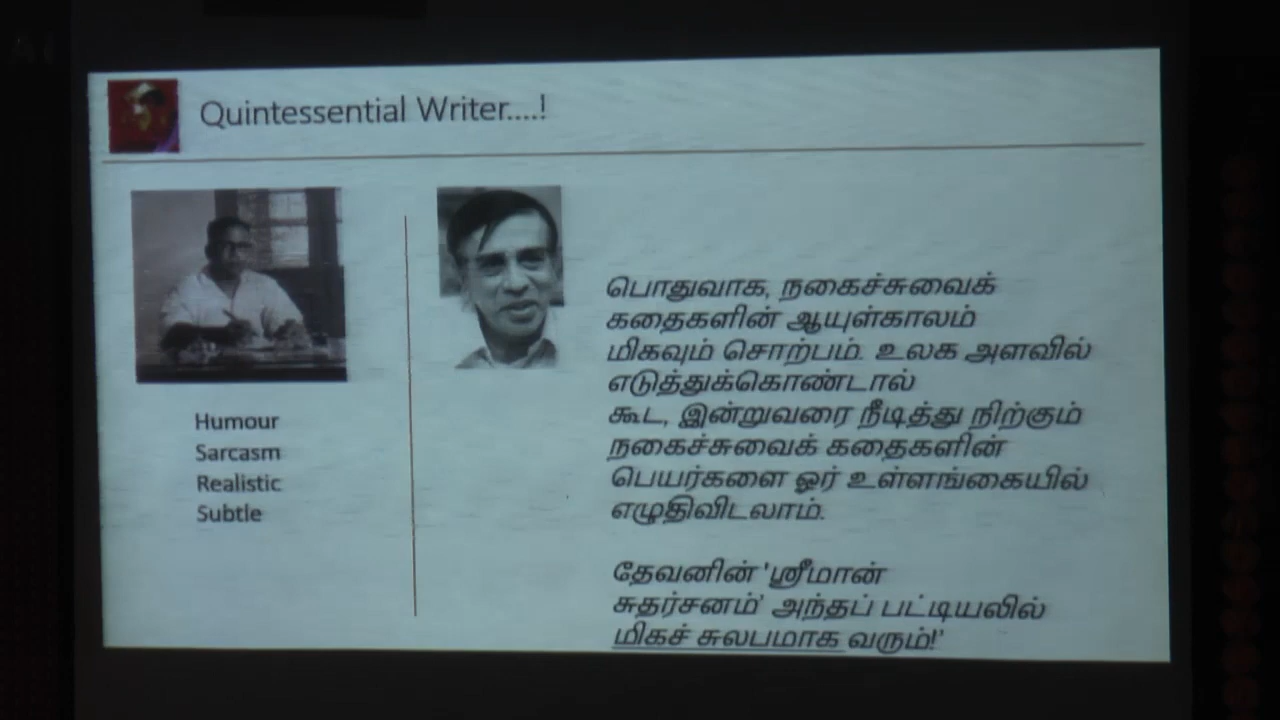 Quintessential Writer....!
Humour
Sarcasm
Realistic
Subtle
பொதுவாக, நகைச்சுவைக்
கதைகளின் ஆயுள்காலம்
மிகவும் சொற்பம். உலக அளவில்
எடுத்துக்கொண்டால்
கூட, இன்றுவரை நீடித்து நிற்கும்
நகைச்சுவைக் கதைகளின்
பெயர்களை ஓர் உள்ளங்கையில்
எழுதிவிடலாம்.
தேவனின் 'ஸ்ரீமான்
சுதர்சனம்' அந்தப் பட்டியலில்
மிகச் சுலபமாக வரும்!'